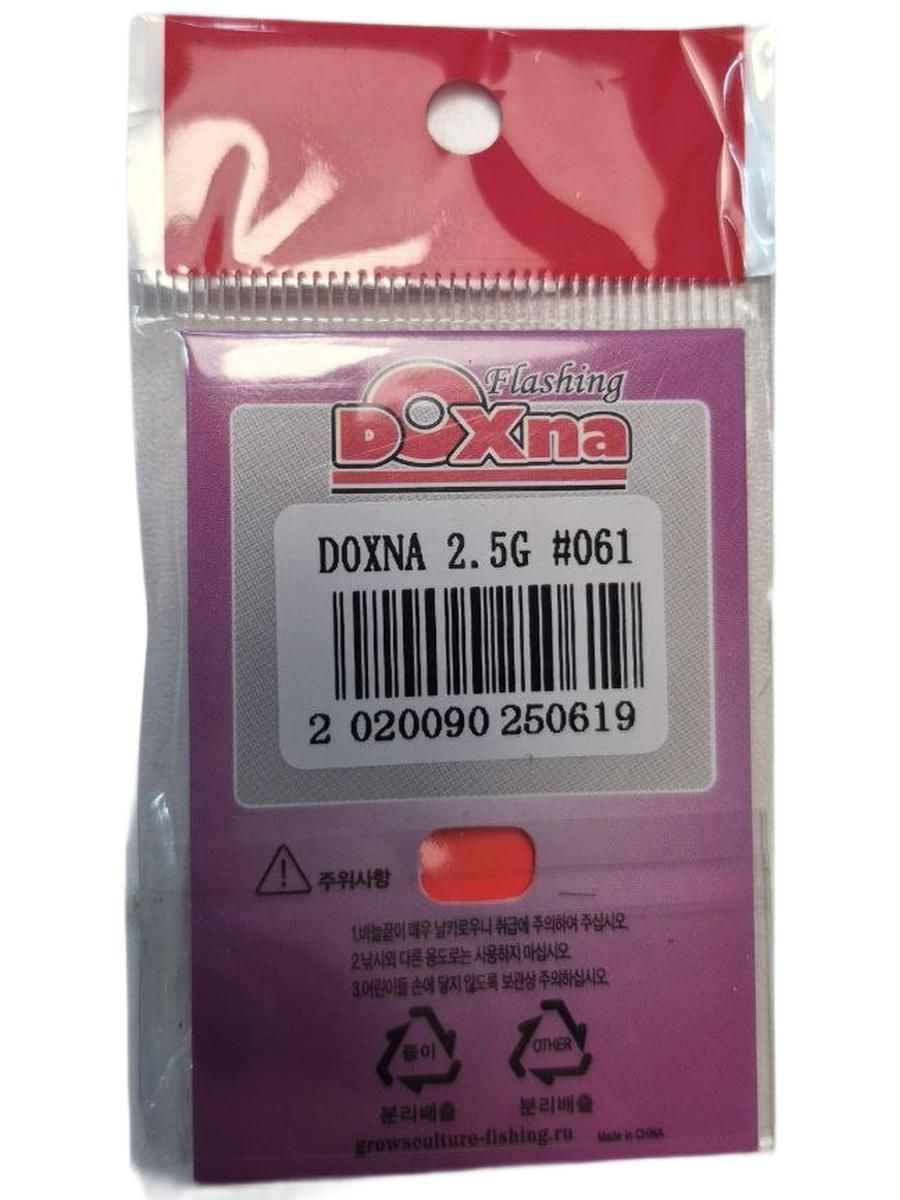 Flashing
DOXna
DOXNA 2.5G #061
2 020090 250619
주위사항
1.바늘끝이 매우 날카로우니 취급에 주의하여 주십시오.
2.낚시외 다른 용도로는 사용하지 마십시오.
3.어린이들 손에 닿지 않도록 보관상 주의하십시오.
종이 OTHER
분리배출 분리배출
growaculture-fishing.ru Made in CHINA